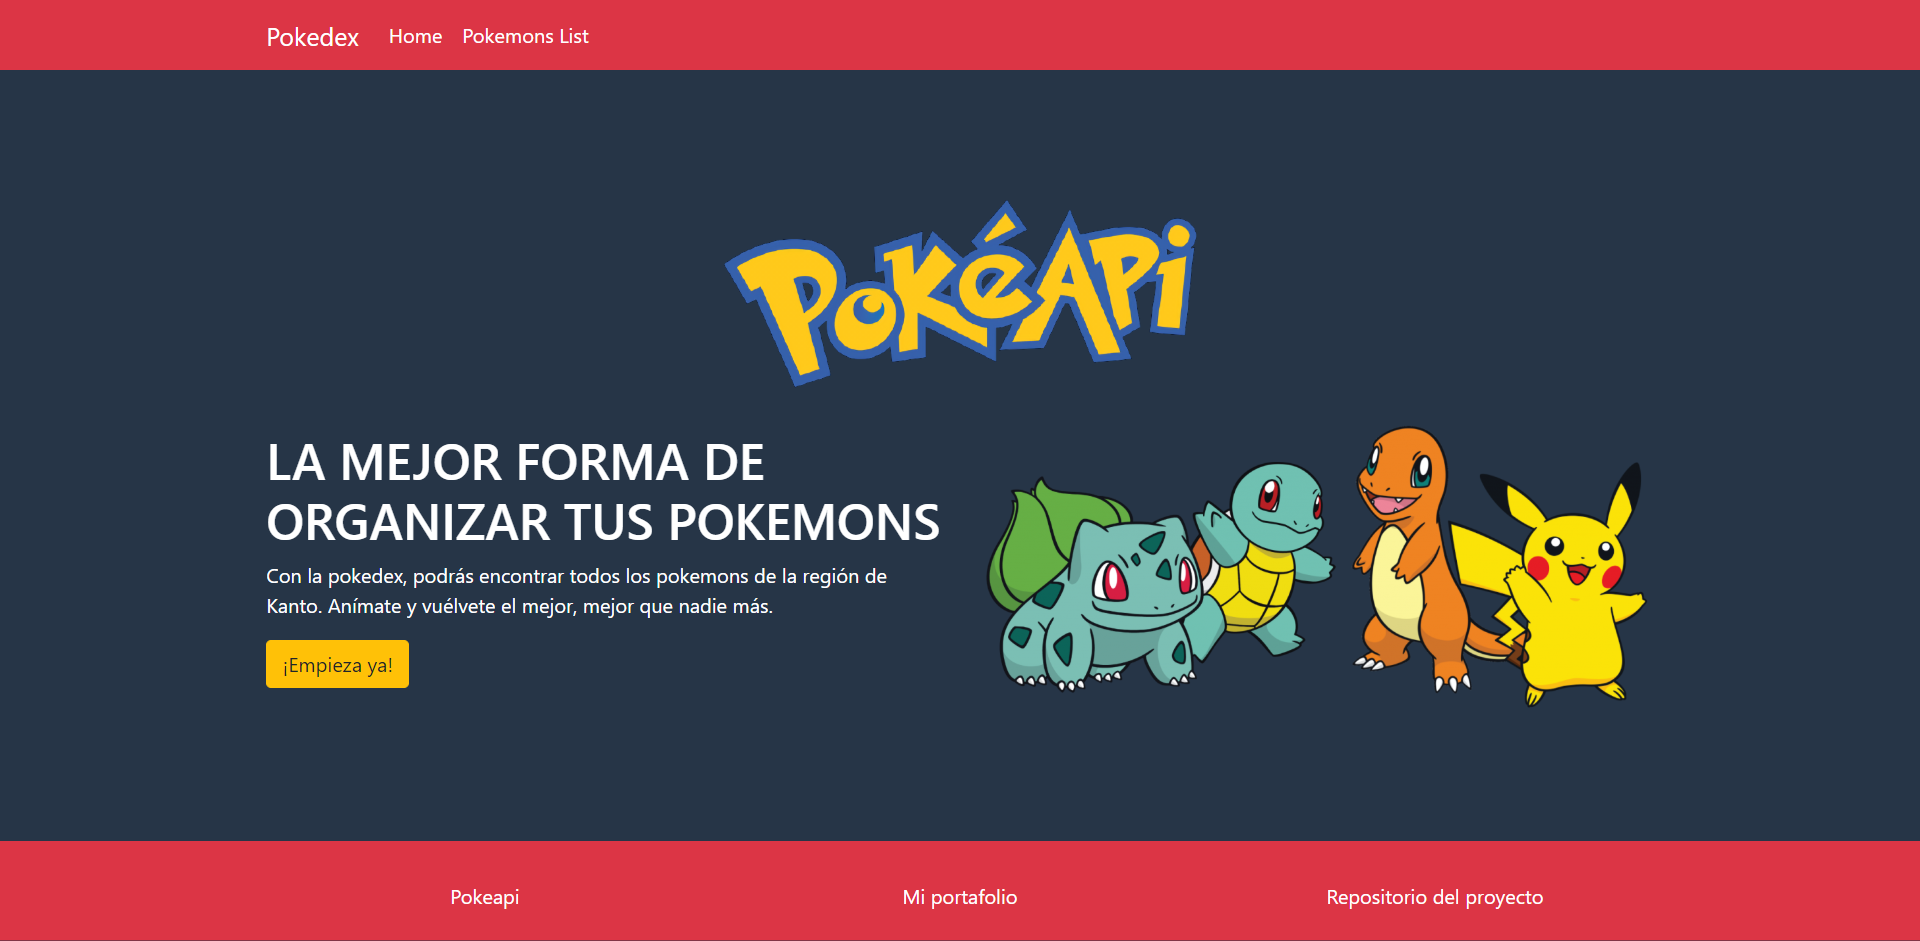 Pokedex Home Pokemons List
PokéAPi
LA MEJOR FORMA DE
ORGANIZAR TUS POKEMONS
Con la pokedex, podrás encontrar todos los pokemons de la región de
Kanto. Anímate y vuélvete el mejor, mejor que nadie más.
¡Empieza ya!
Pokeapi Mi portafolio Repositorio del proyecto